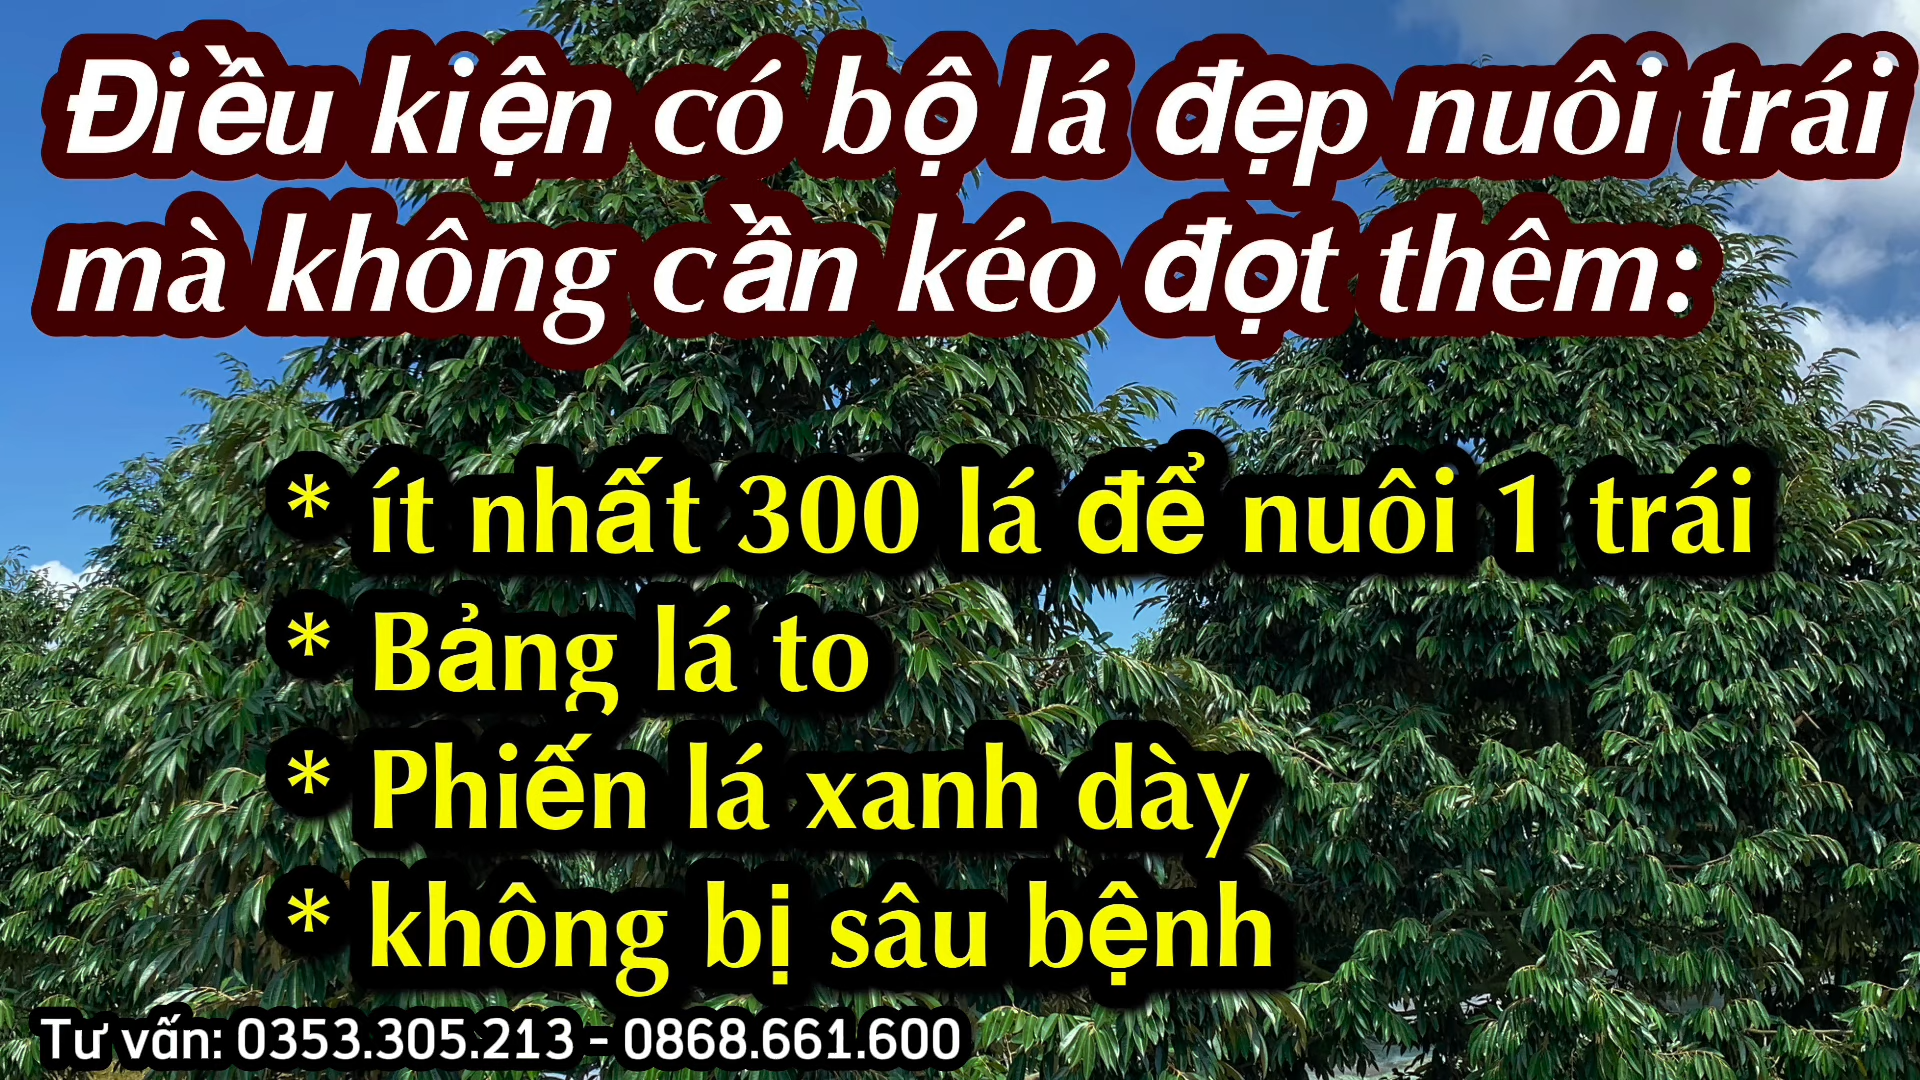 Điều kiện có bộ lá đẹp nuôi trái
mà không cần kéo đọt thêm:
* ít nhất 300 lá để nuôi 1 trái
* Bảng lá to
* Phiến lá xanh dày
* không bị sâu bệnh
Tư vấn: 0353.305.213 - 0868.661.600